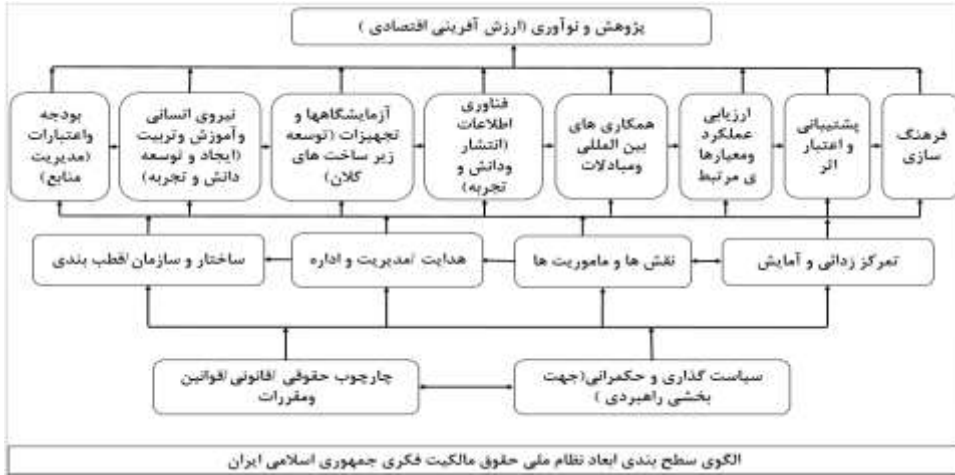 پژوهش و نوآوری (ارزش آفرینی اقتصادی )
فرهنگ
سازی
پشتیبانی
و اعتبار
اثر
ارزیابی
عملکرد
ومعیارها
ی مرتبط
همکاری های
بین المللی
ومبادلات
فناوری
اطلاعات
(انتشار
ودانش و
تجربه)
آزمایشگاهها و
تجهیزات (توسعه
زیر ساخت های
کلان)
نیروی انسانی
وآموزش وتربیت
(ایجاد و توسعه
دانش و تجربه)
بودجه
واعتبارات
(مدیریت
منابع)
تمرکز زدائی و آمایش
نقش ها و ماموریت ها
هدایت /مدیریت و اداره
ساختار و سازمان/قطب بندی
سیاست گذاری و حکمرانی(جهت
بخشی راهبردی )
چارچوب حقوقی /قانونی/قوانین
ومقررات
الگوی سطح بندی ابعاد نظام ملی حقوق مالکیت فکری جمهوری اسلامی ایران